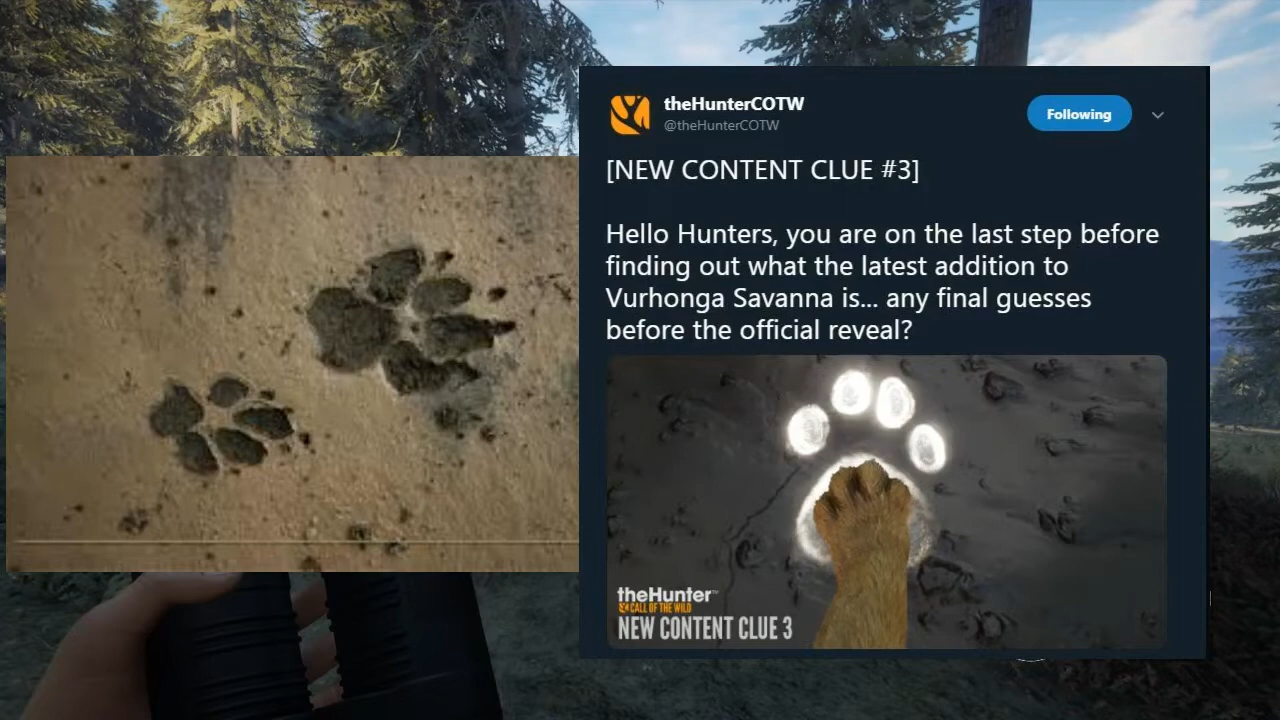 theHunterCOTW
@theHunterCOTW
Following
[NEW CONTENT CLUE #3]
Hello Hunters, you are on the last step before
finding out what the latest addition to
Vurhonga Savanna is... any final guesses
before the official reveal?
theHunter™
CALL OF THE WILD
NEW CONTENT CLUE 3